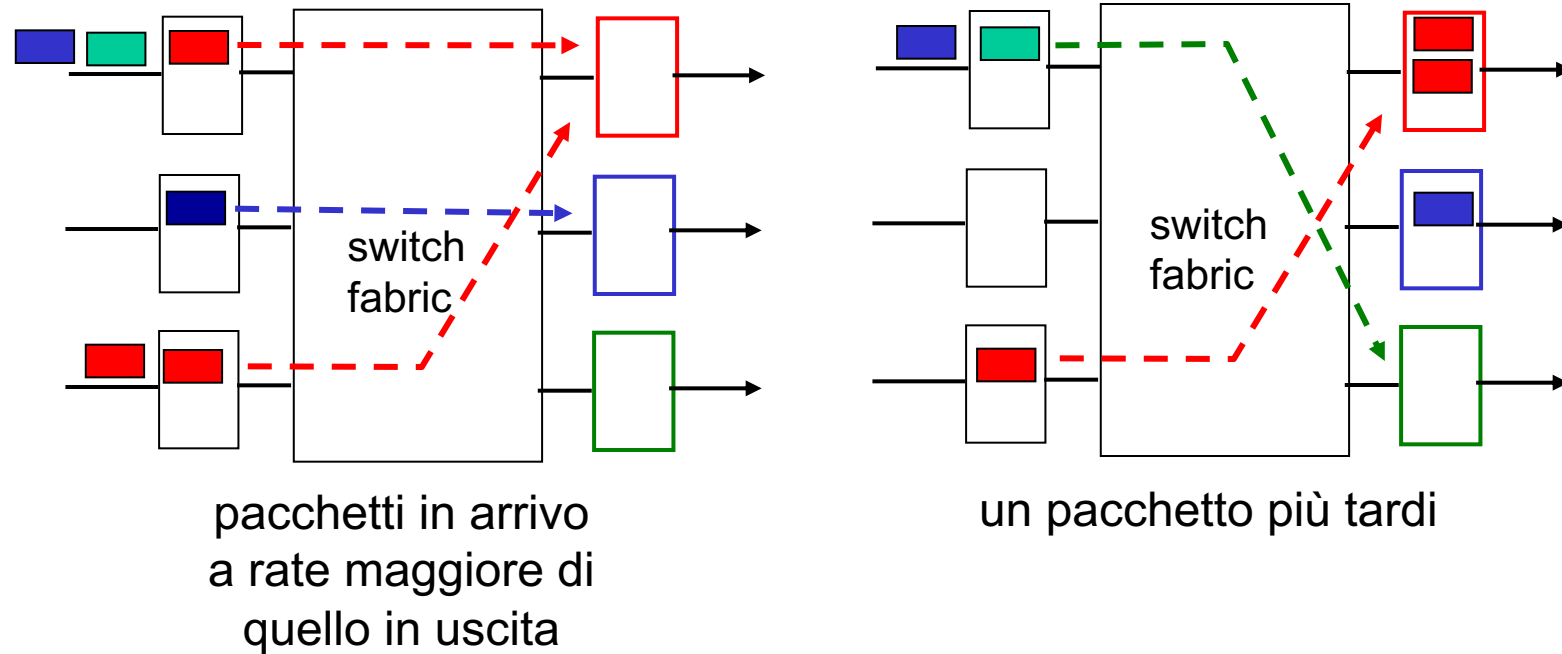 switch
fabric
pacchetti in arrivo
a rate maggiore di
quello in uscita
switch
fabric
un pacchetto più tardi